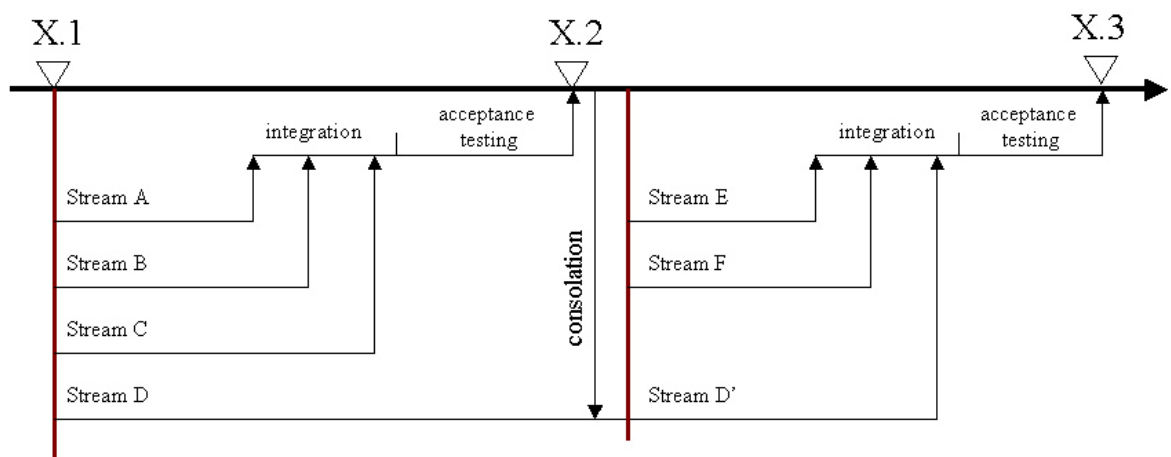 X.1
X.2
X.3
integration
acceptance
testing
integration
acceptance
testing
Stream A
Stream B
Stream C
Stream D
consolation
Stream E
Stream F
Stream D’